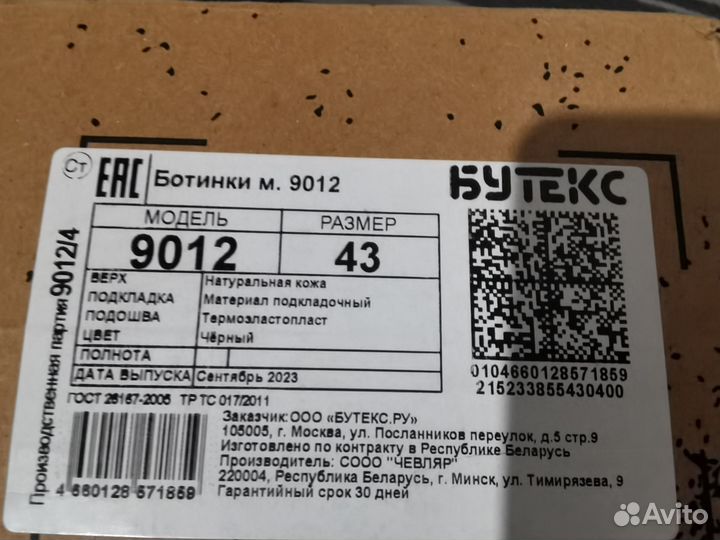 Ст EAC Ботинки м. 9012
БУТЕКС
МОДЕЛЬ РАЗМЕР
9012 43
ВЕРХ Натуральная кожа
ПОДКЛАДКА Материал подкладочный
ПОДОШВА Термоэластопласт
ЦВЕТ Чёрный
ПОЛНОТА
ДАТА ВЫПУСКА Сентябрь 2023
0104660128571859
215233855430400
ГОСТ 26167-2005 ТР ТС 017/2011
Производственная партия 9012/4
Заказчик:ООО «БУТЕКС.РУ»
105005, г. Москва, ул. Посланников переулок, д.5 стр.9
Изготовлено по контракту в Республике Беларусь
Производитель: СООО "ЧЕВЛЯР"
220004, Республика Беларусь, г. Минск, ул. Тимирязева, 9
Гарантийный срок 30 дней
4 660128 571859
Avito